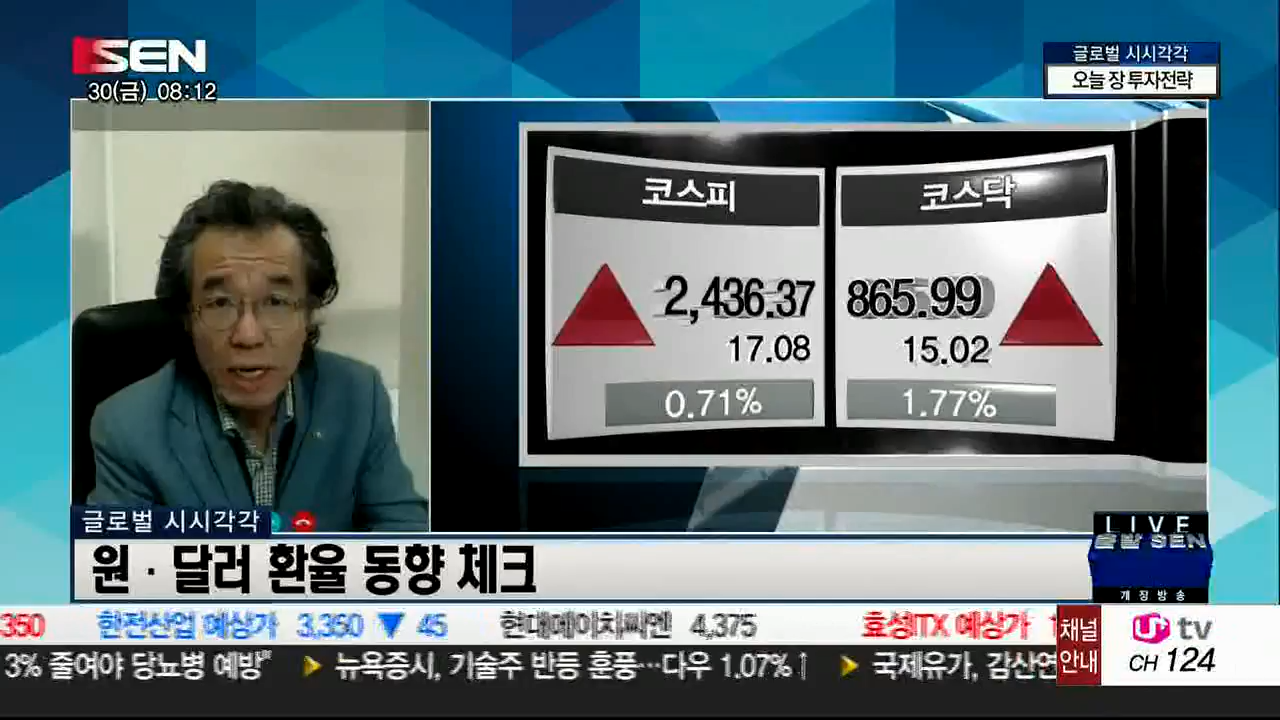 SEN
30(금) 08:12
글로벌 시시각각
오늘 장 투자전략
코스피
2,436.37
17.08
0.71%
코스닥
865.99
15.02
1.77%
글로벌 시시각각
원·달러 환율 동향 체크
LIVE
출발 SEN
개장방송
350 한전산업 예상가 3,350 ▼ 45 현대에이치씨엔 4,375 효성ITX 예상가
3% 줄여야 당뇨병 예방" ▶ 뉴욕증시, 기술주 반등 훈풍…다우 1.07%↑ ▶ 국제유가, 감산연
채널
안내
U+ tv
CH 124